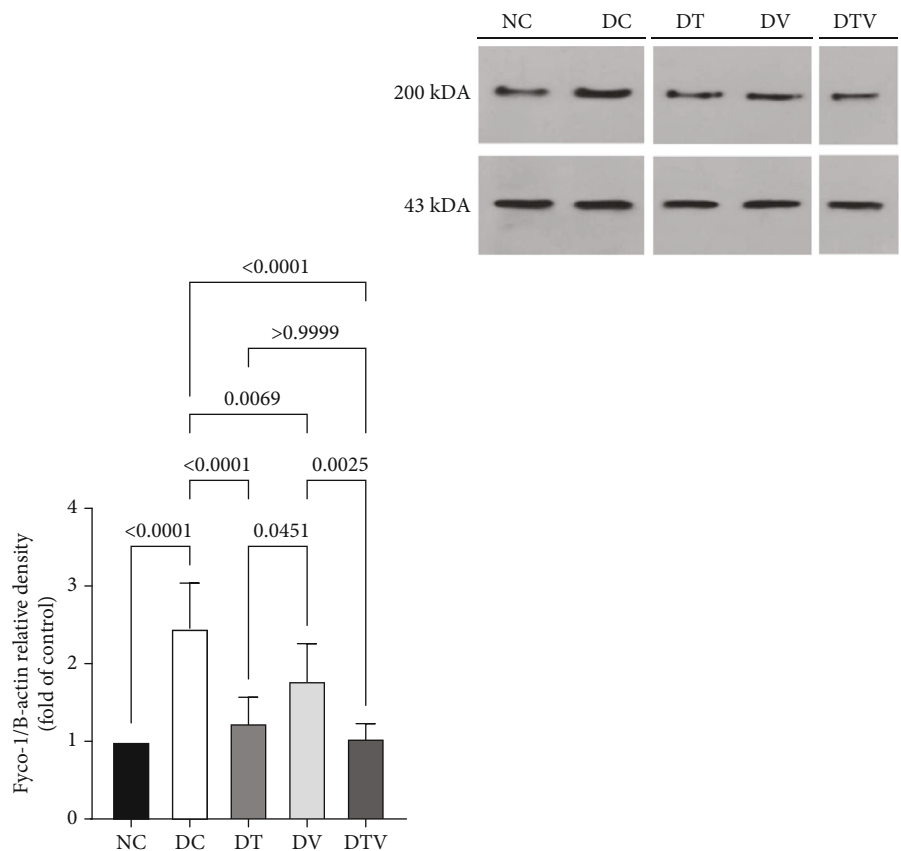 NC DC DT DV DTV
200 kDA
43 kDA
<0.0001
>0.9999
0.0069
<0.0001 0.0025
<0.0001 0.0451
Fyco-1/B-actin relative density
(fold of control)
4
3
2
1
0
NC DC DT DV DTV